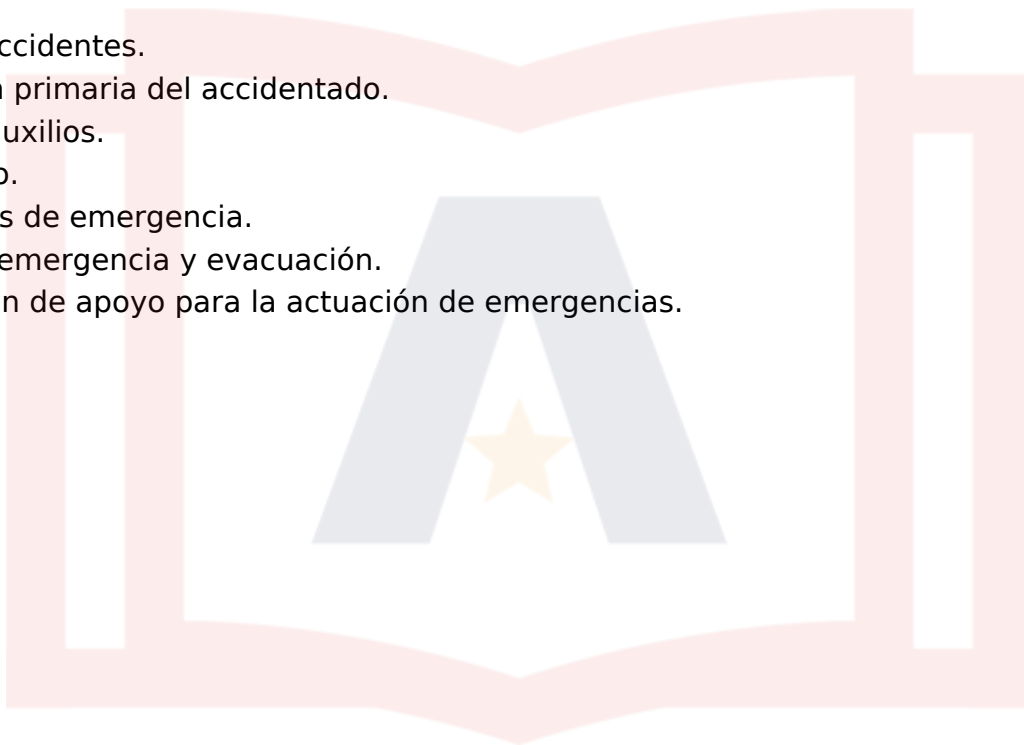 ccidentes.
primaria del accidentado.
uxilios.
o.
s de emergencia.
emergencia y evacuación.
n de apoyo para la actuación de emergencias.